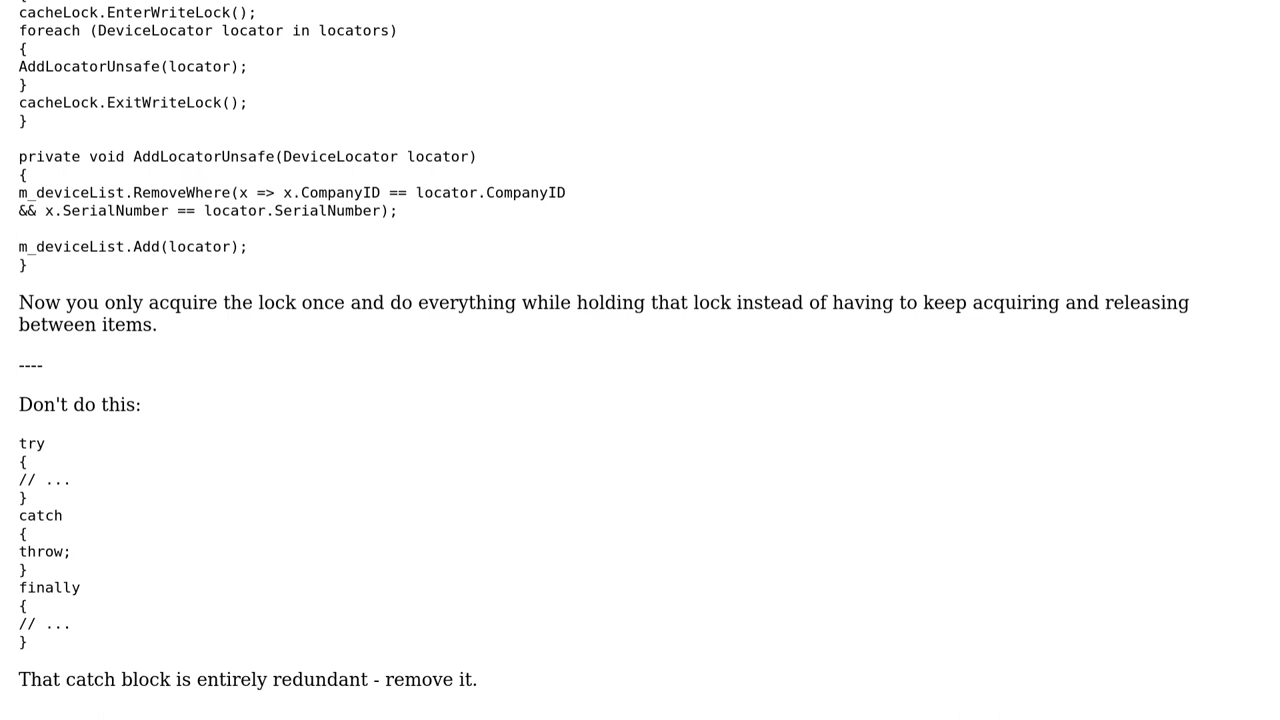 cacheLock.EnterWriteLock();
foreach (DeviceLocator locator in locators)
{
AddLocatorUnsafe(locator);
}
cacheLock.ExitWriteLock();
}
private void AddLocatorUnsafe(DeviceLocator locator)
{
m_deviceList.RemoveWhere(x => x.CompanyID == locator.CompanyID
&& x.SerialNumber == locator.SerialNumber);
m_deviceList.Add(locator);
}
Now you only acquire the lock once and do everything while holding that lock instead of having to keep acquiring and releasing
between items.
----
Don't do this:
try
{
// ...
}
catch
{
throw;
}
finally
{
// ...
}
That catch block is entirely redundant - remove it.